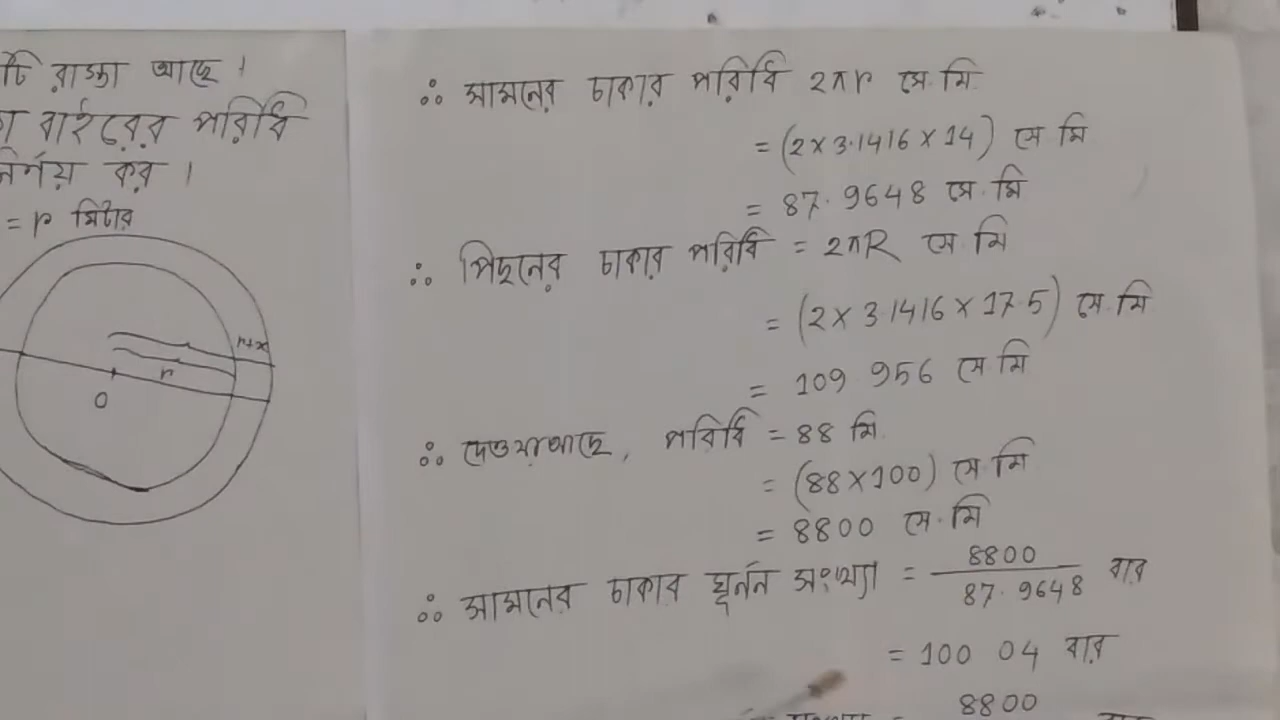 টি রাস্তা আছে।
বাইরের পরিধি
নির্ণয় কর।
= r মিটার
r+x
r
O
∴ সামনের চাকার পরিধি 2πr সে.মি.
= (2 × 3.1416 × 14) সে মি
= 87.9648 সে.মি
∴ পিছনের চাকার পরিধি = 2πR সে.মি
= (2 × 3.1416 × 17.5) সে.মি
= 109 956 সে মি
∴ দেওয়াআছে, পরিধি = 88 মি.
= (88×100) সে.মি
= 8800 সে.মি
∴ সামনের চাকার ঘূর্নন সংখ্যা = 8800
87.9648 বার
= 100 04 বার
8800